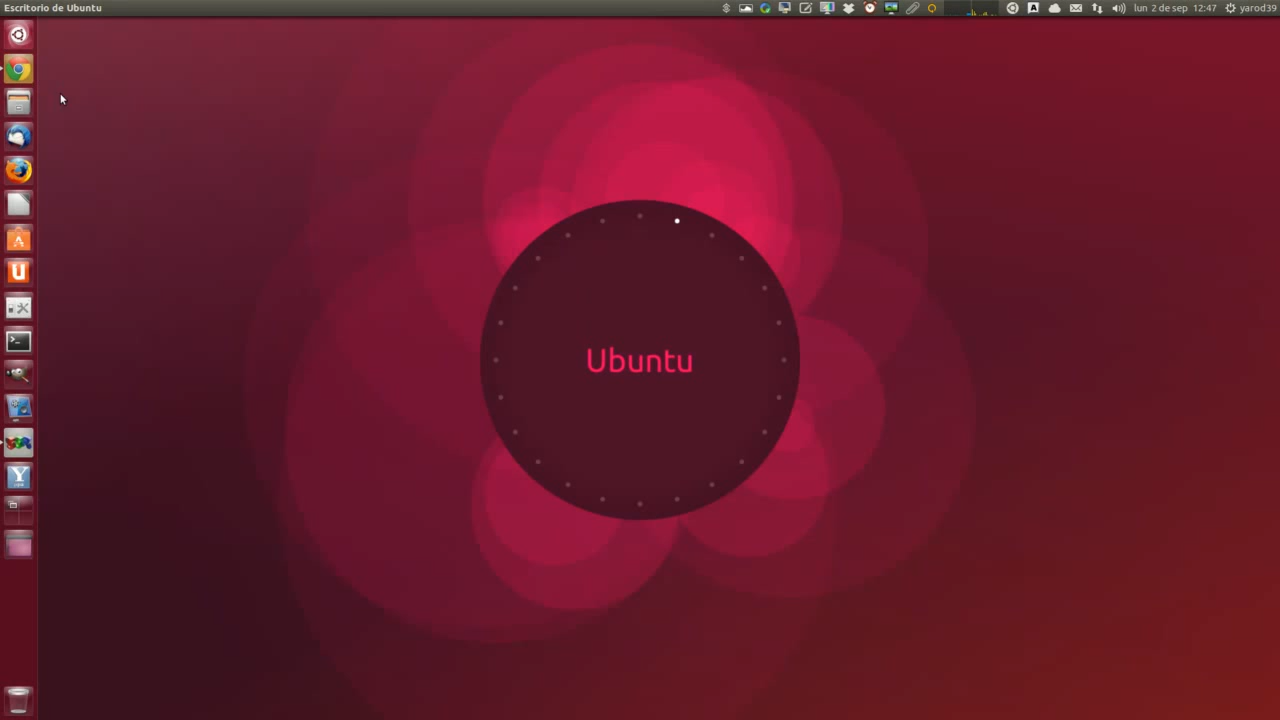 Escritorio de Ubuntu
lun 2 de sep 12:47
yarod39
Ubuntu